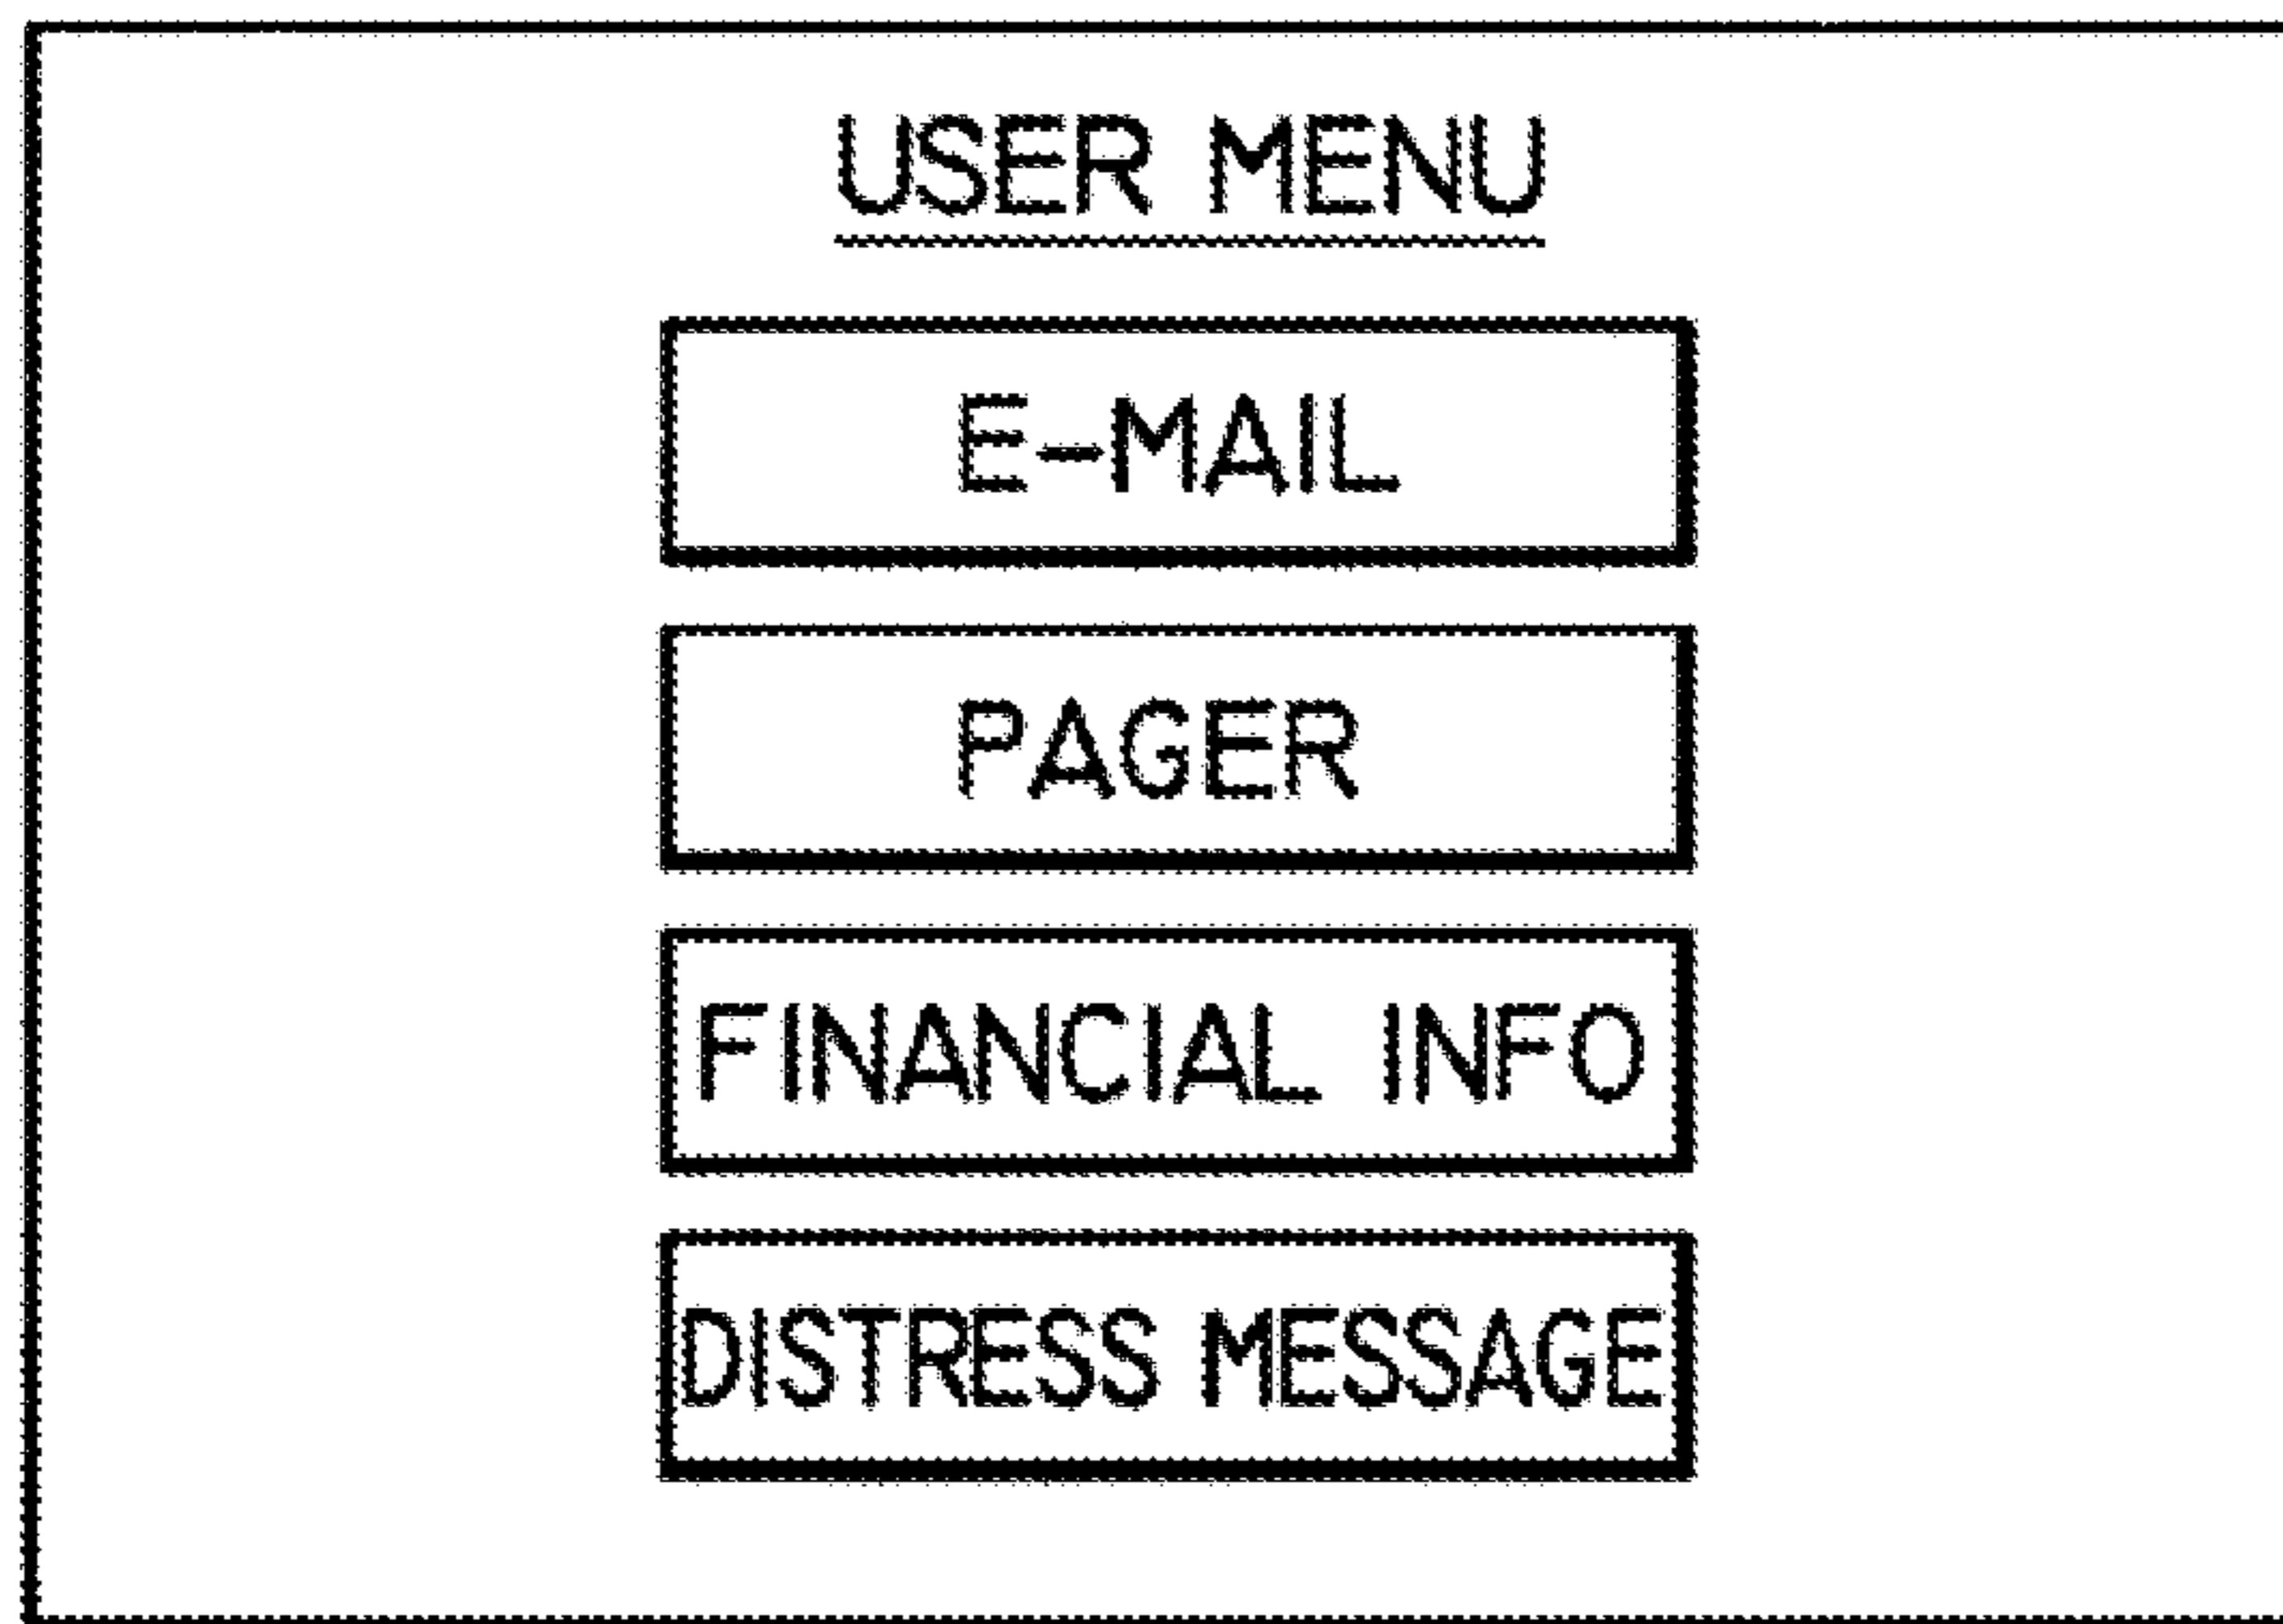 USER MENU
E-MAIL
PAGER
FINANCIAL INFO
DISTRESS MESSAGE